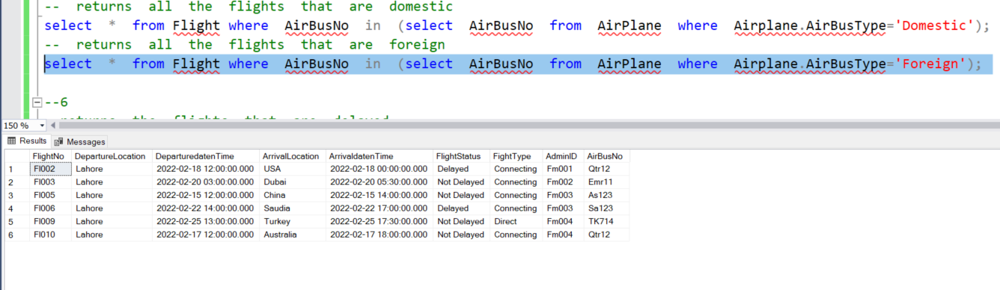 -- returns all the flights that are domestic
select * from Flight where AirBusNo in (select AirBusNo from AirPlane where Airplane.AirBusType='Domestic');
-- returns all the flights that are foreign
select * from Flight where AirBusNo in (select AirBusNo from AirPlane where Airplane.AirBusType='Foreign');
--6
returns the flights that are delayed
150 %
Results Messages
FlightNo DepartureLocation DeparturedatenTime ArrivalLocation ArrivaldatenTime FlightStatus FightType AdminID AirBusNo
1 Fl002 Lahore 2022-02-18 12:00:00.000 USA 2022-02-18 00:00:00.000 Delayed Connecting Fm001 Qtr12
2 Fl003 Lahore 2022-02-20 03:00:00.000 Dubai 2022-02-20 05:30:00.000 Not Delayed Connecting Fm002 Emr11
3 Fl005 Lahore 2022-02-15 12:00:00.000 China 2022-02-15 14:00:00.000 Not Delayed Connecting Fm003 As123
4 Fl006 Lahore 2022-02-22 14:00:00.000 Saudia 2022-02-22 17:00:00.000 Delayed Connecting Fm003 Sa123
5 Fl009 Lahore 2022-02-25 13:00:00.000 Turkey 2022-02-25 17:30:00.000 Not Delayed Direct Fm004 TK714
6 Fl010 Lahore 2022-02-17 12:00:00.000 Australia 2022-02-17 18:00:00.000 Not Delayed Connecting Fm004 Qtr12